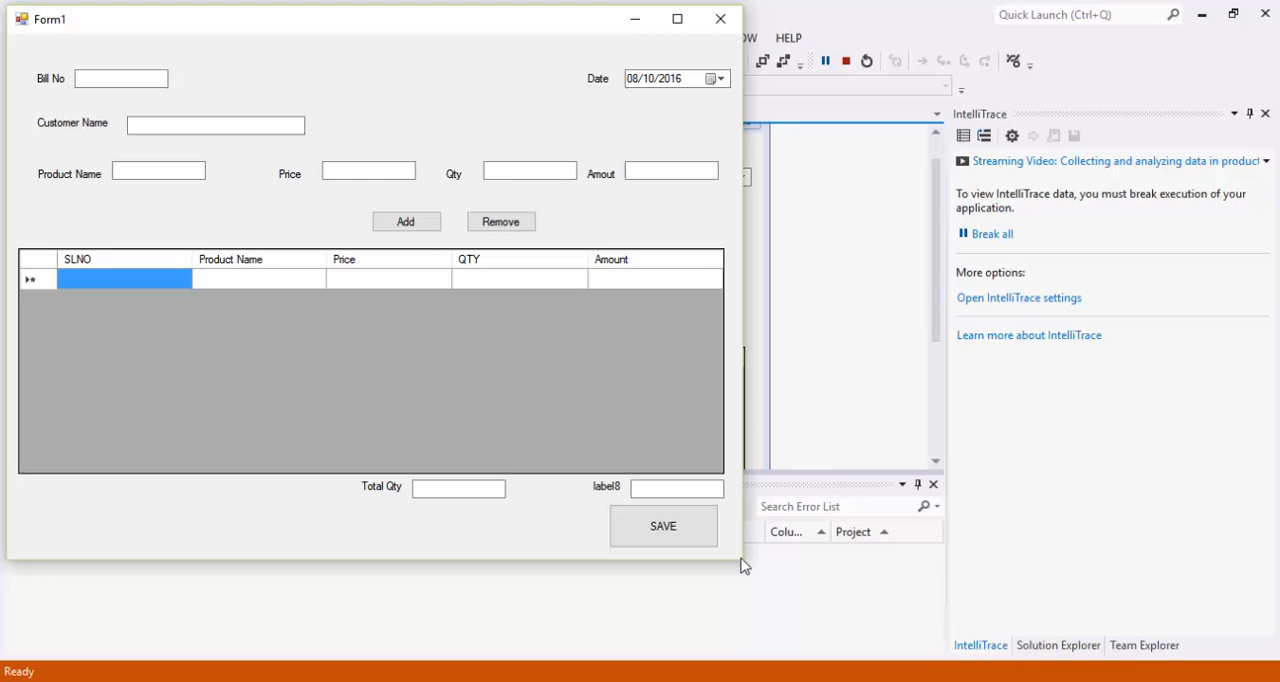 Form1
Quick Launch (Ctrl+Q)
OW HELP
Bill No
Date 08/10/2016
Customer Name
Product Name Price Qty Amout
Add Remove
SLNO Product Name Price QTY Amount
Total Qty label8
SAVE
IntelliTrace
Streaming Video: Collecting and analyzing data in product
To view IntelliTrace data, you must break execution of your
application.
Break all
More options:
Open IntelliTrace settings
Learn more about IntelliTrace
Search Error List
Colu... Project
IntelliTrace Solution Explorer Team Explorer
Ready